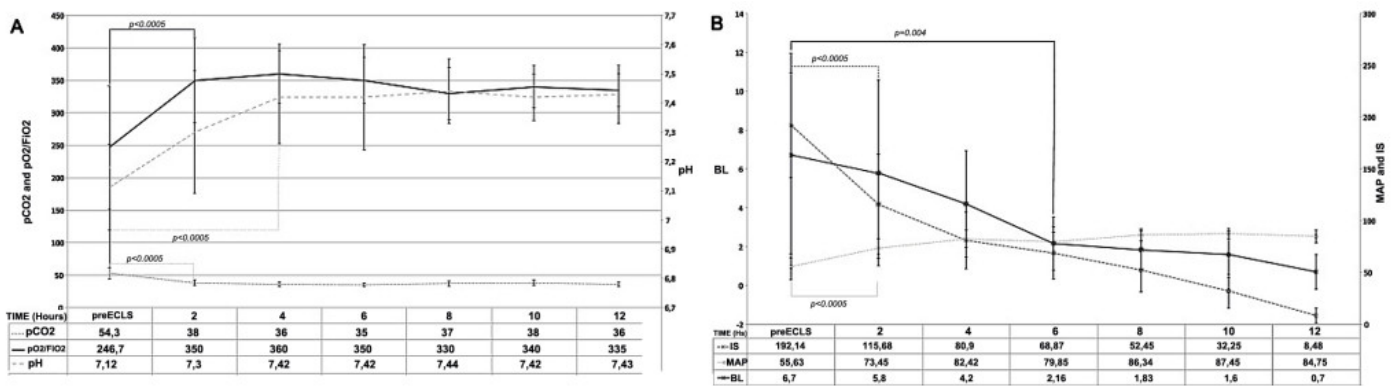 A
p<0.0005
450
400
350
300
250
200
150
100
50
0
pCO2 and pO2/FiO2
7,7
7,6
7,5
7,4
7,3
7,2
7,1
7
6,9
6,8
6,7
pH
p<0.0005
p<0.0005
TIME (Hours) preECLS 2 4 6 8 10 12
pCO2 54,3 38 36 35 37 38 36
pO2/FIO2 246,7 350 360 350 330 340 335
pH 7,12 7,3 7,42 7,42 7,44 7,42 7,43
B
14
12
10
8
6
4
2
0
-2
BL
300
250
200
150
100
50
0
MAP and IS
p=0.004
p<0.0005
p<0.0005
TIME (Hs) preECLS 2 4 6 8 10 12
IS 192,14 115,68 80,9 68,87 52,45 32,25 8,48
MAP 55,63 73,45 82,42 79,85 86,34 87,45 84,75
BL 6,7 5,8 4,2 2,16 1,83 1,6 0,7